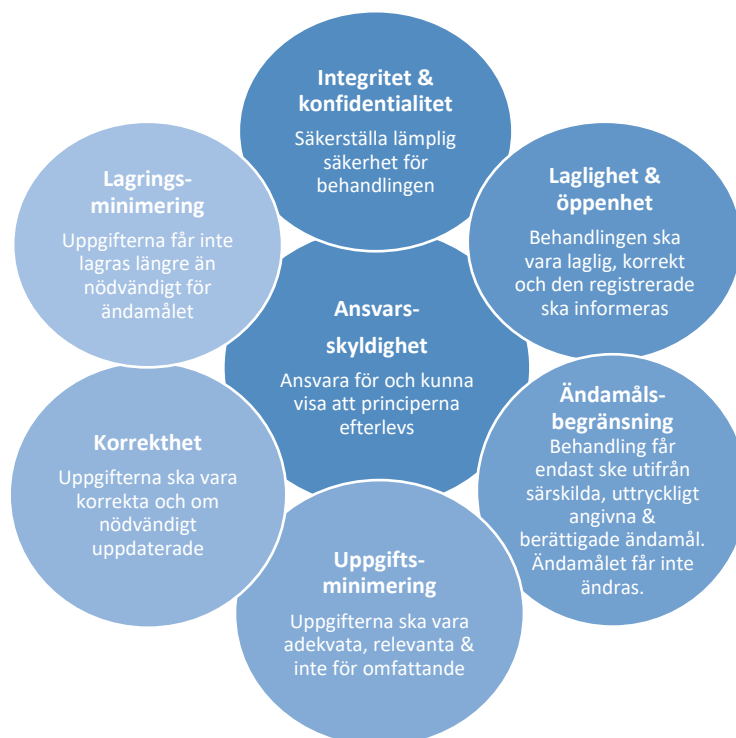 Integritet &
konfidentialitet
Säkerställa lämplig
säkerhet för
behandlingen
Laglighet &
öppenhet
Behandlingen ska
vara laglig, korrekt
och den registrerade
ska informeras
Ändamåls-
begränsning
Behandling får
endast ske utifrån
särskilda, uttryckligt
angivna &
berättigade ändamål.
Ändamålet får inte
ändras.
Uppgifts-
minimering
Uppgifterna ska vara
adekvata, relevanta &
inte för omfattande
Korrekthet
Uppgifterna ska vara
korrekta och om
nödvändigt
uppdaterade
Lagrings-
minimering
Uppgifterna får inte
lagras längre än
nödvändigt för
ändamålet
Ansvars-
skyldighet
Ansvara för och kunna
visa att principerna
efterlevs